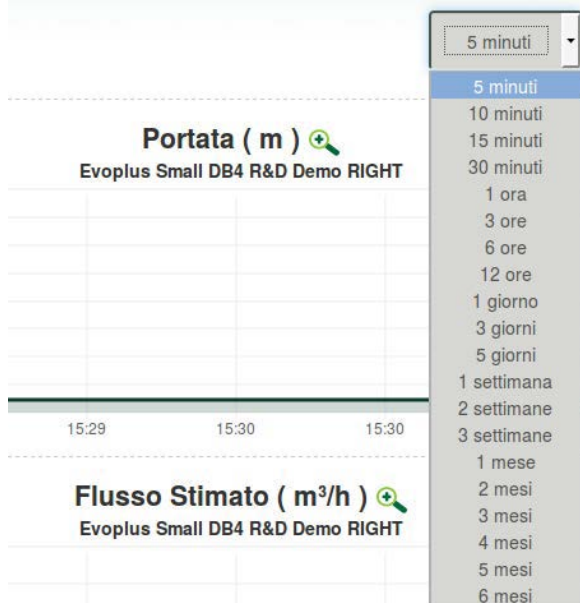 5 minuti
5 minuti
10 minuti
15 minuti
30 minuti
1 ora
3 ore
6 ore
12 ore
1 giorno
3 giorni
5 giorni
1 settimana
2 settimane
3 settimane
1 mese
2 mesi
3 mesi
4 mesi
5 mesi
6 mesi
Portata ( m )
Evoplus Small DB4 R&D Demo RIGHT
15:29 15:30 15:30
Flusso Stimato ( m³/h )
Evoplus Small DB4 R&D Demo RIGHT